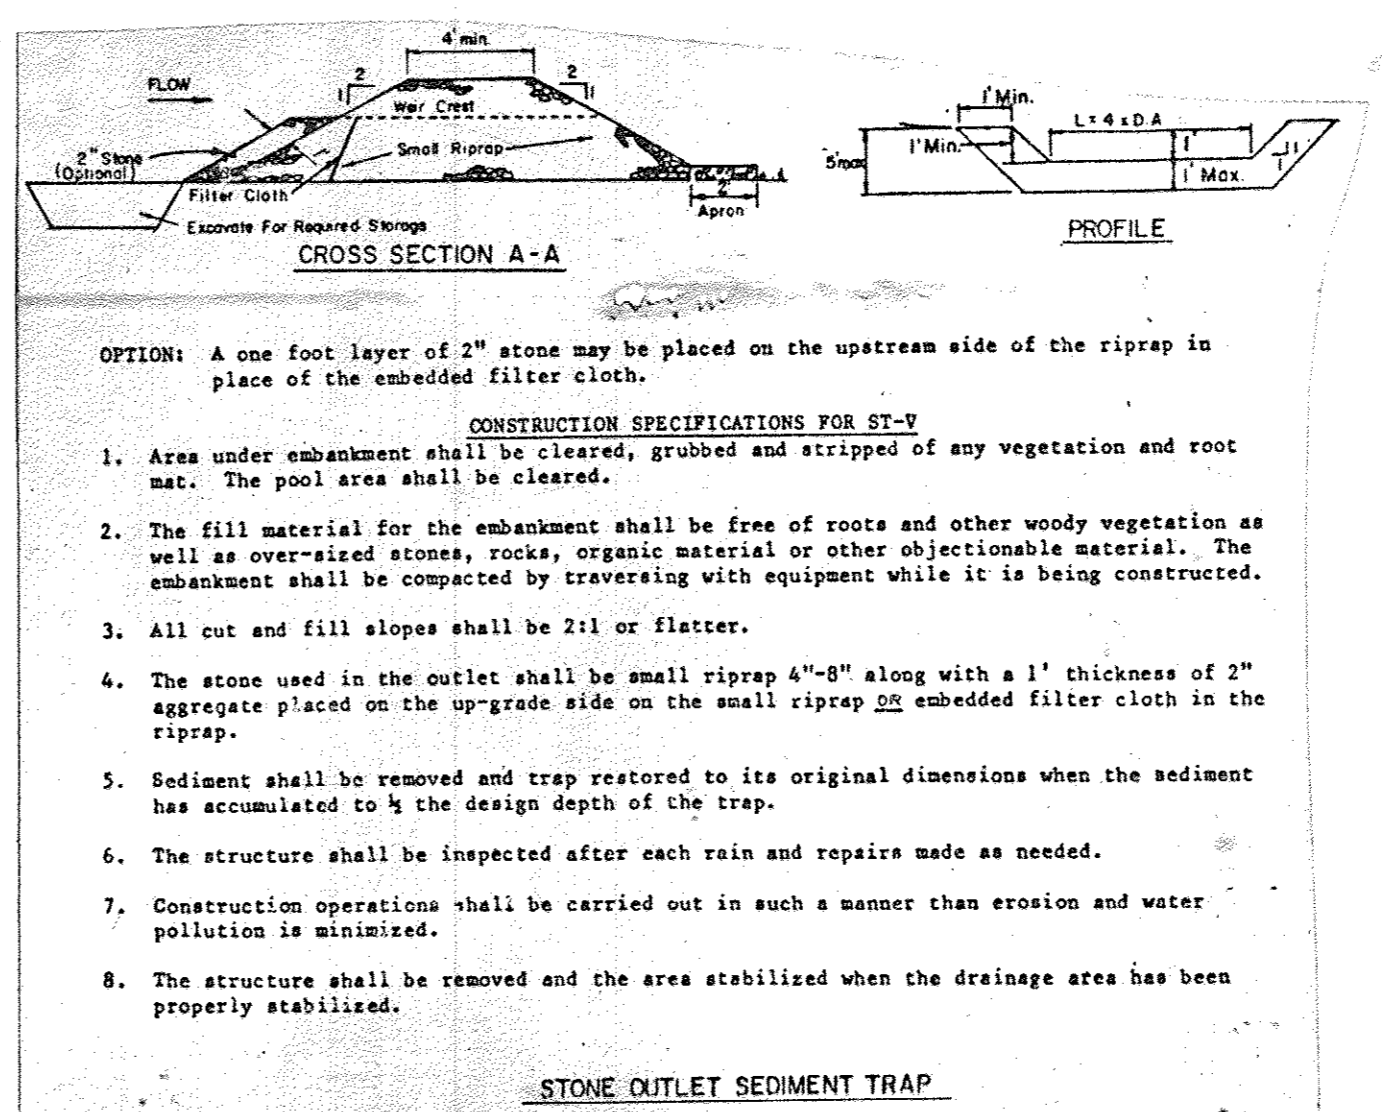 4' min.
FLOW
2
1
2
1
Weir Crest
2" Stone
(Optional)
Small Riprap
Filter Cloth
2'
Apron
Excavate For Required Storage
CROSS SECTION A-A
1' Min.
L = 4 x D.A
1' Min.
1'
5' max
1' Max.
1
1
PROFILE
OPTION: A one foot layer of 2" stone may be placed on the upstream side of the riprap in
place of the embedded filter cloth.
CONSTRUCTION SPECIFICATIONS FOR ST-V
1. Area under embankment shall be cleared, grubbed and stripped of any vegetation and root
mat. The pool area shall be cleared.
2. The fill material for the embankment shall be free of roots and other woody vegetation as
well as over-sized stones, rocks, organic material or other objectionable material. The
embankment shall be compacted by traversing with equipment while it is being constructed.
3. All cut and fill slopes shall be 2:1 or flatter.
4. The stone used in the outlet shall be small riprap 4"-8" along with a 1' thickness of 2"
aggregate placed on the up-grade side on the small riprap OR embedded filter cloth in the
riprap.
5. Sediment shall be removed and trap restored to its original dimensions when the sediment
has accumulated to ½ the design depth of the trap.
6. The structure shall be inspected after each rain and repairs made as needed.
7. Construction operations shall be carried out in such a manner than erosion and water
pollution is minimized.
8. The structure shall be removed and the area stabilized when the drainage area has been
properly stabilized.
STONE OUTLET SEDIMENT TRAP